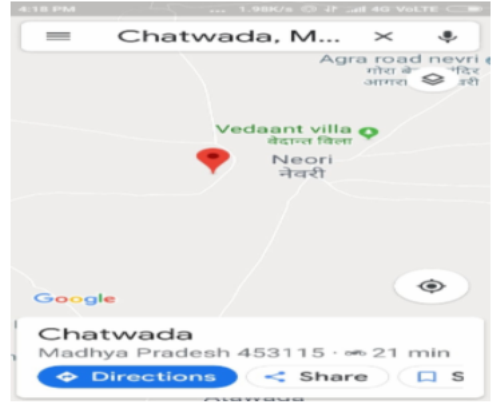 4:18 PM ... 1.98K/s 4G VoLTE
Chatwada, M... ×
Agra road nevri
गोरा
आगरा
Vedaant villa
वेदान्त विला
Neori
नेवरी
Google
Chatwada
Madhya Pradesh 453115 · 21 min
Directions Share S